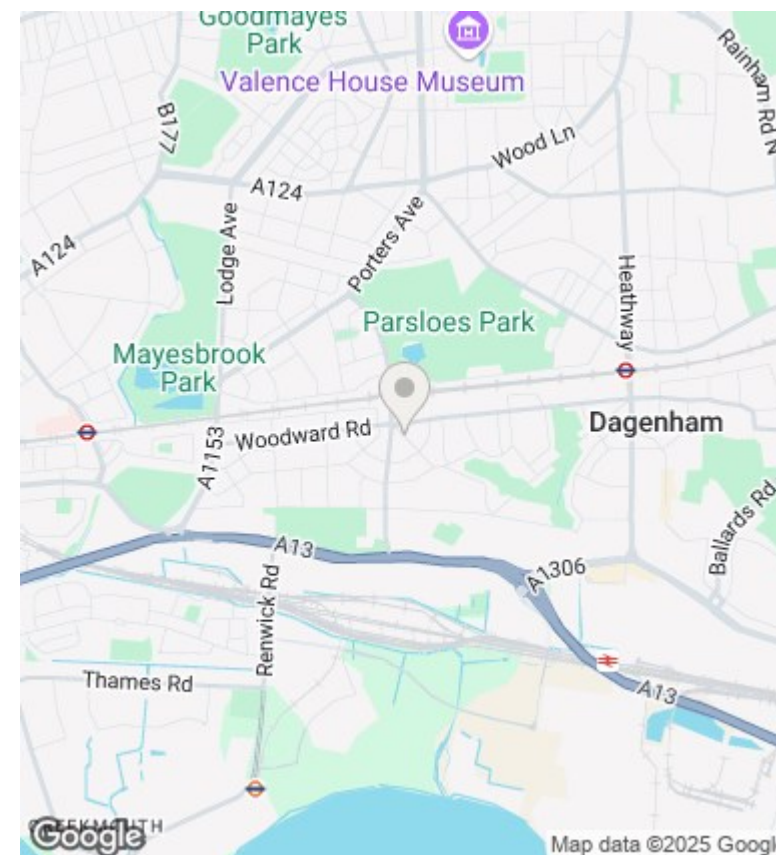 Goodmayes
Park
Valence House Museum
Rainham Rd N
B177
Wood Ln
A124
Lodge Ave
Porters Ave
A124
Heathway
Parsloes Park
Mayesbrook
Park
Woodward Rd
Dagenham
A1153
Ballards Rd
A13
A1306
Renwick Rd
Thames Rd
A13
Google
Map data ©2025 Google